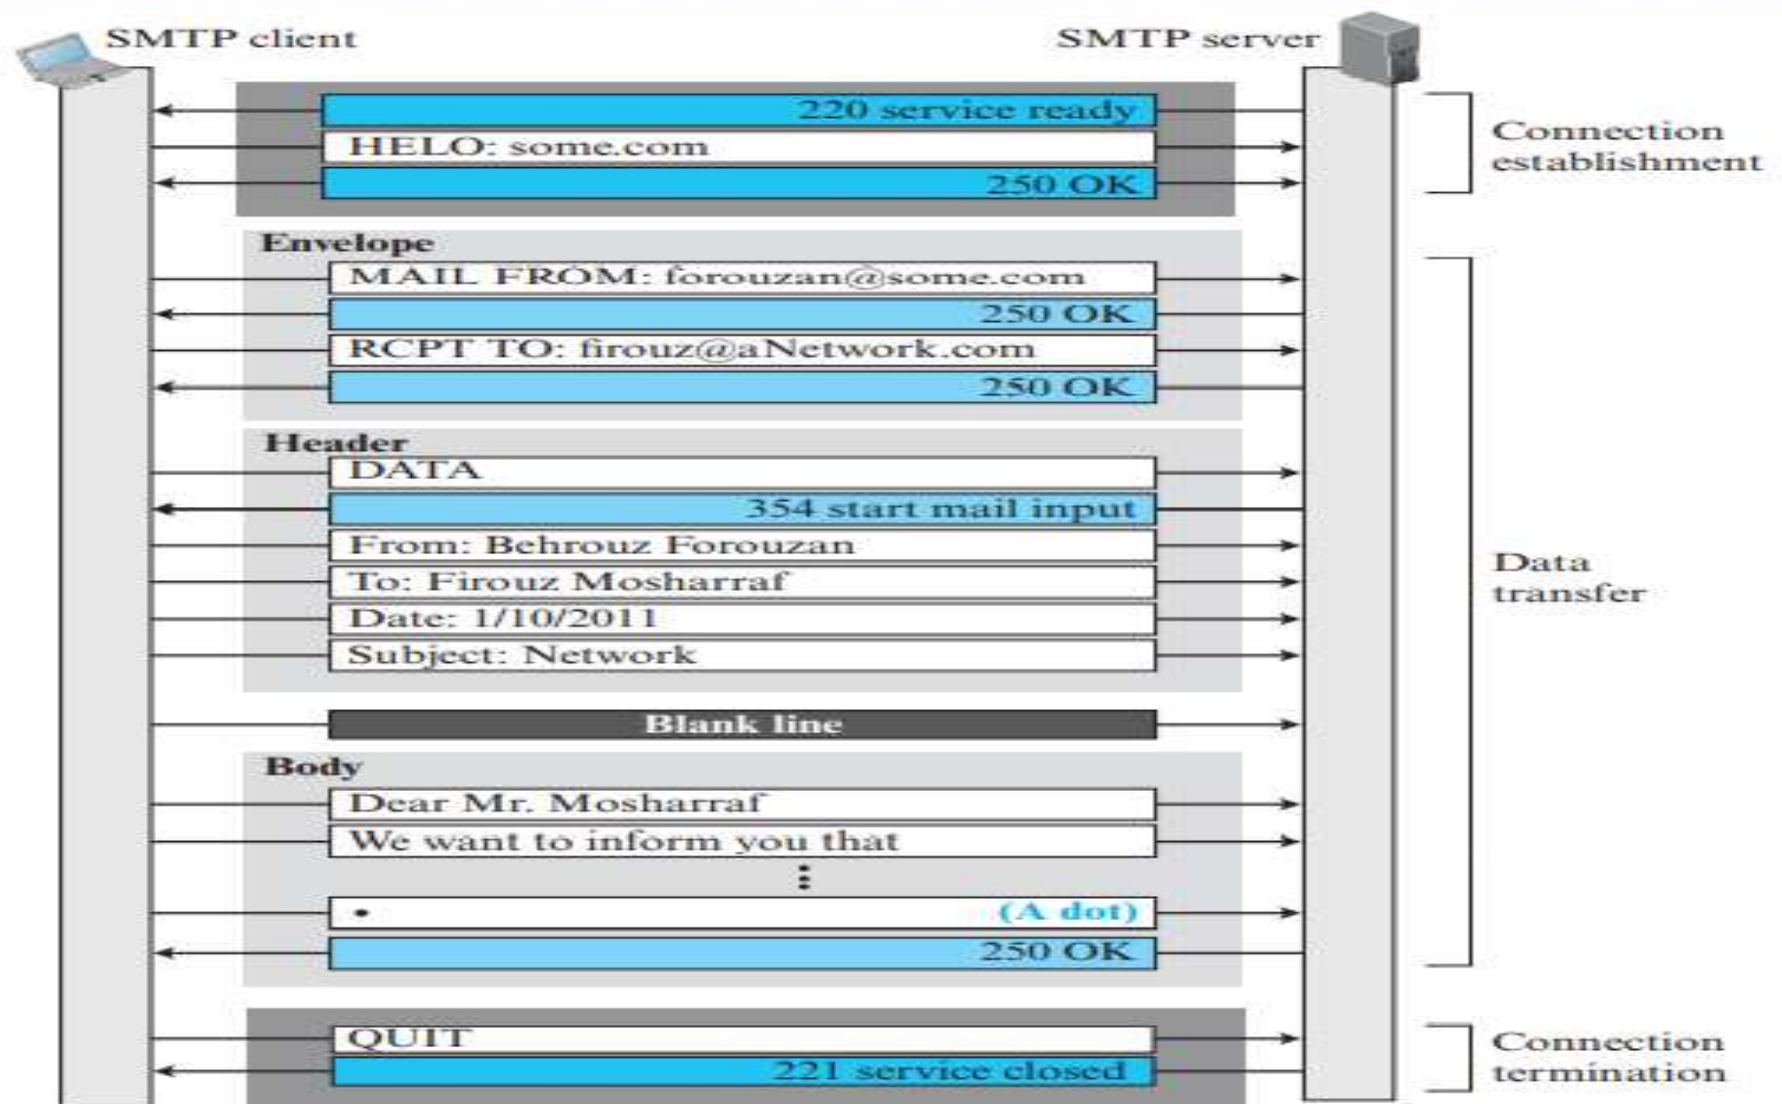 SMTP client
SMTP server
220 service ready
HELO: some.com
250 OK
Connection
establishment
Envelope
MAIL FROM: forouzan@some.com
250 OK
RCPT TO: firouz@aNetwork.com
250 OK
Header
DATA
354 start mail input
From: Behrouz Forouzan
To: Firouz Mosharraf
Date: 1/10/2011
Subject: Network
Data
transfer
Blank line
Body
Dear Mr. Mosharraf
We want to inform you that
⋮
• (A dot)
250 OK
QUIT
221 service closed
Connection
termination